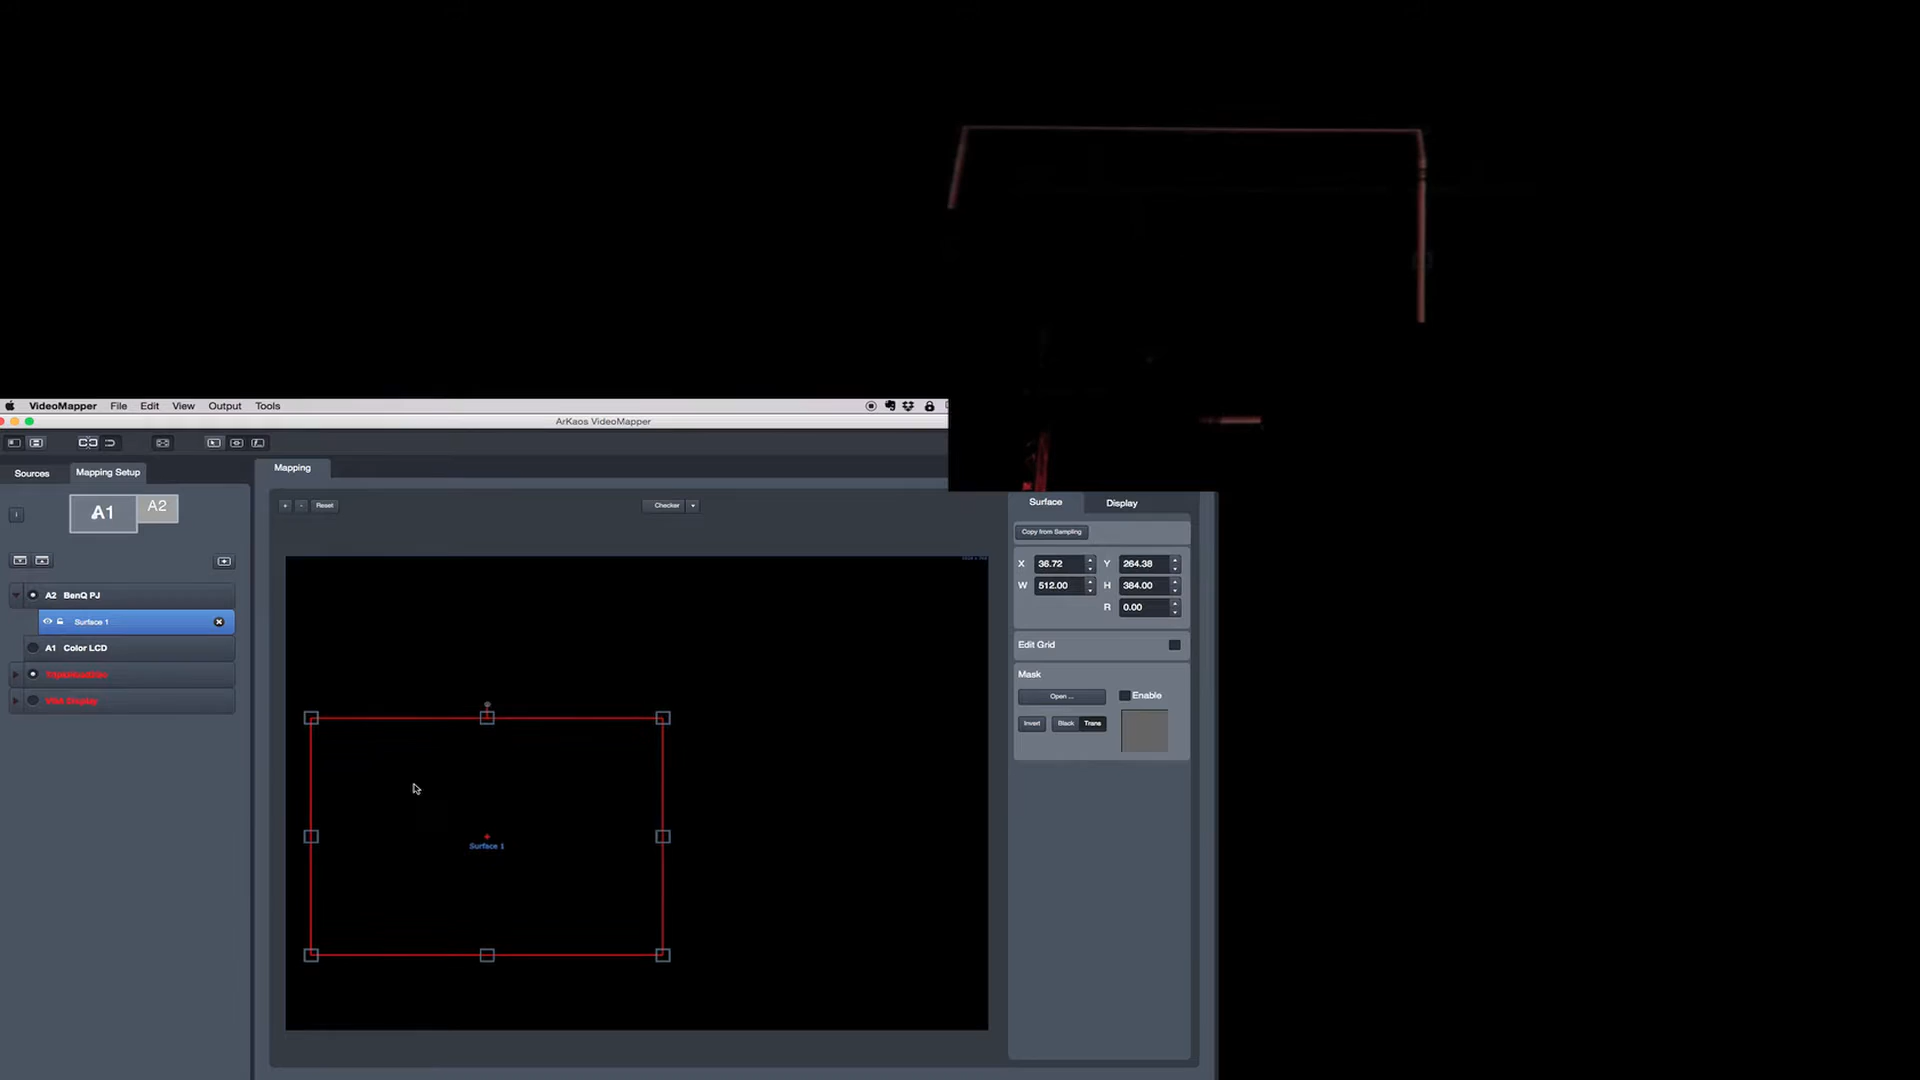 VideoMapper File Edit View Output Tools
ArKaos VideoMapper
Sources Mapping Setup
Mapping
A1 A2
+ - Reset
Checker
Surface Display
Copy from Sampling
X 36.72 Y 264.38
W 512.00 H 384.00
R 0.00
Edit Grid
Mask
Open ...
Enable
Invert Black Trans
A2 BenQ PJ
Surface 1
A1 Color LCD
VGA Display
Surface 1